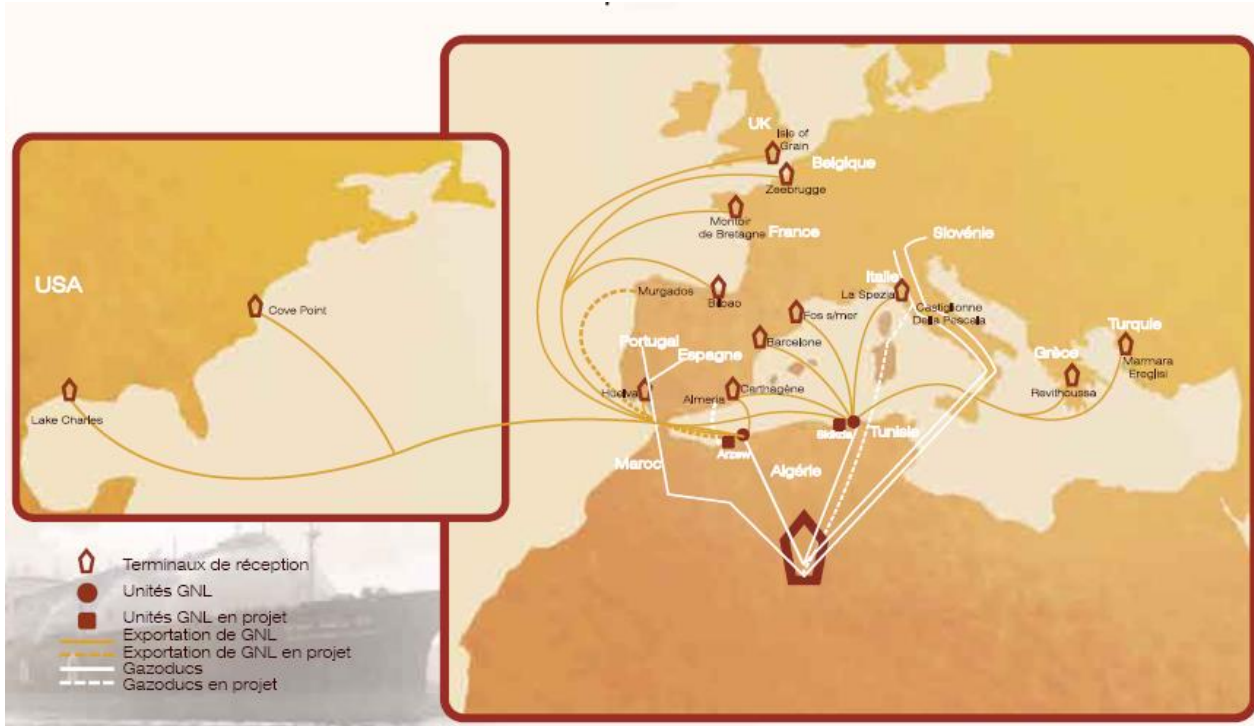 USA
Cove Point
Lake Charles
UK
Isle of
Grain
Belgique
Zeebrugge
Montoir
de Bretagne
France
Slovénie
Murgados
Bilbao
Italie
La Spezia
Castiglionne
Della Pascala
Fos s/mer
Barcelone
Turquie
Marmara
Ereglisi
Grèce
Revithoussa
Portugal
Espagne
Huelva
Almeria
Carthagène
Arzew
Skikda
Tunisie
Maroc
Algérie
Terminaux de réception
Unités GNL
Unités GNL en projet
Exportation de GNL
Exportation de GNL en projet
Gazoducs
Gazoducs en projet